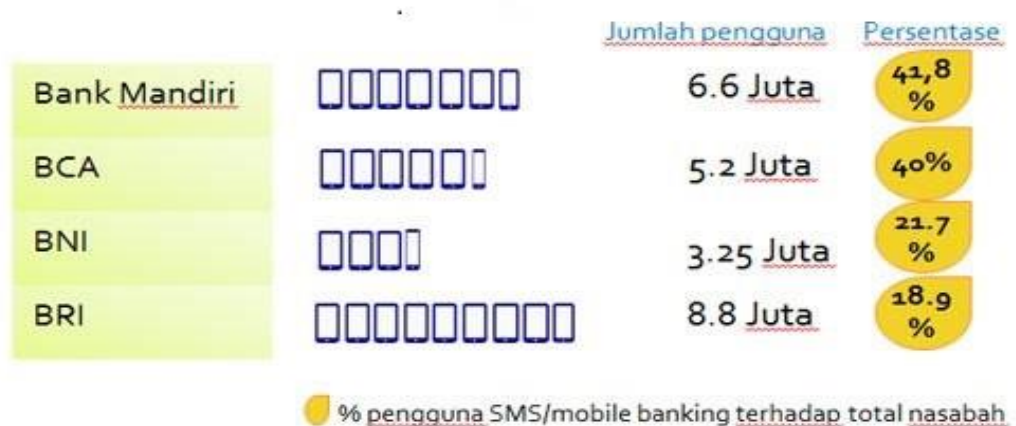 Jumlah pengguna Persentase
Bank Mandiri 6.6 Juta 41,8
%
BCA 5.2 Juta 40%
BNI 3.25 Juta 21.7
%
BRI 8.8 Juta 18.9
%
% pengguna SMS/mobile banking terhadap total nasabah